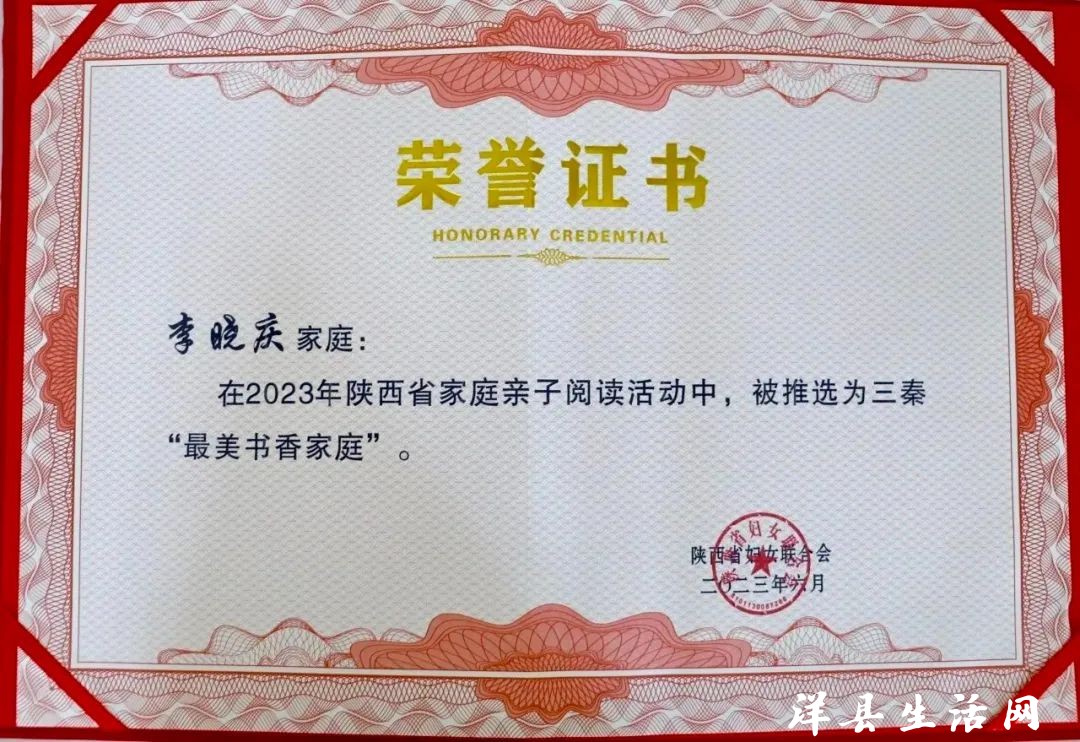 荣誉证书
HONORARY CREDENTIAL
李晓庆 家庭：
在2023年陕西省家庭亲子阅读活动中，被推选为三秦
“最美书香家庭”。
陕西省妇女联合会
二〇二三年六月
洋县生活网